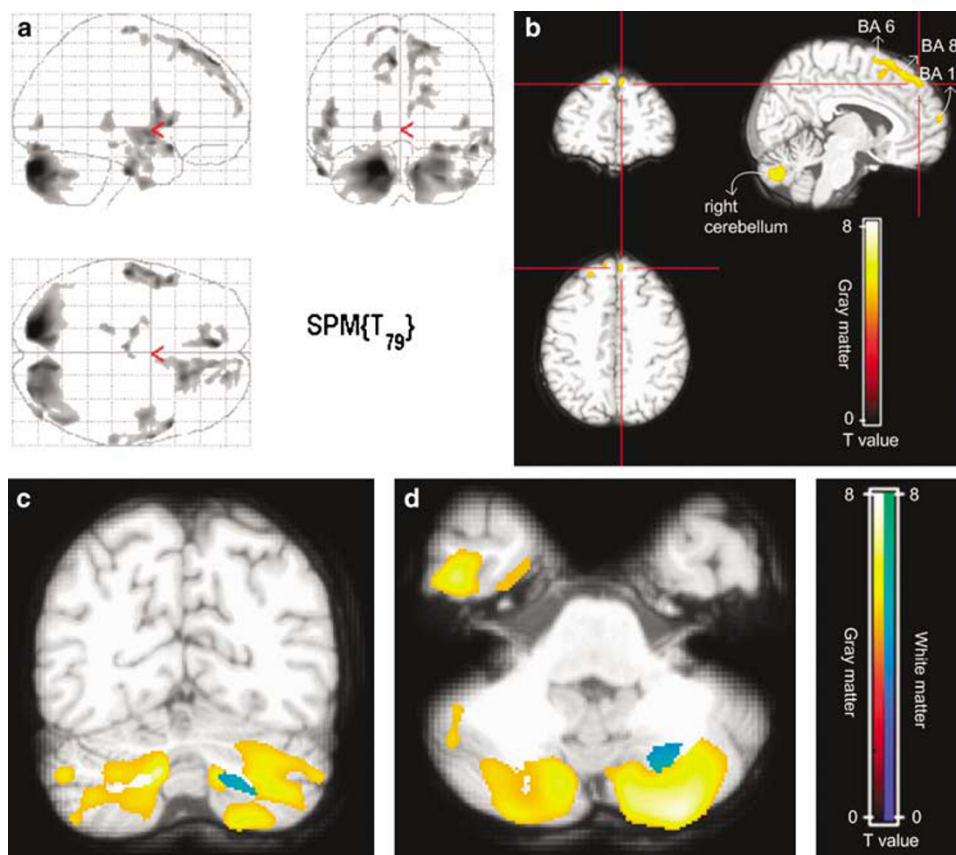 a
SPM{T79}
b
BA 6
BA 8
BA 1
right
cerebellum
8
Gray matter
0
T value
c
d
8 8
Gray matter
White matter
0 0
T value